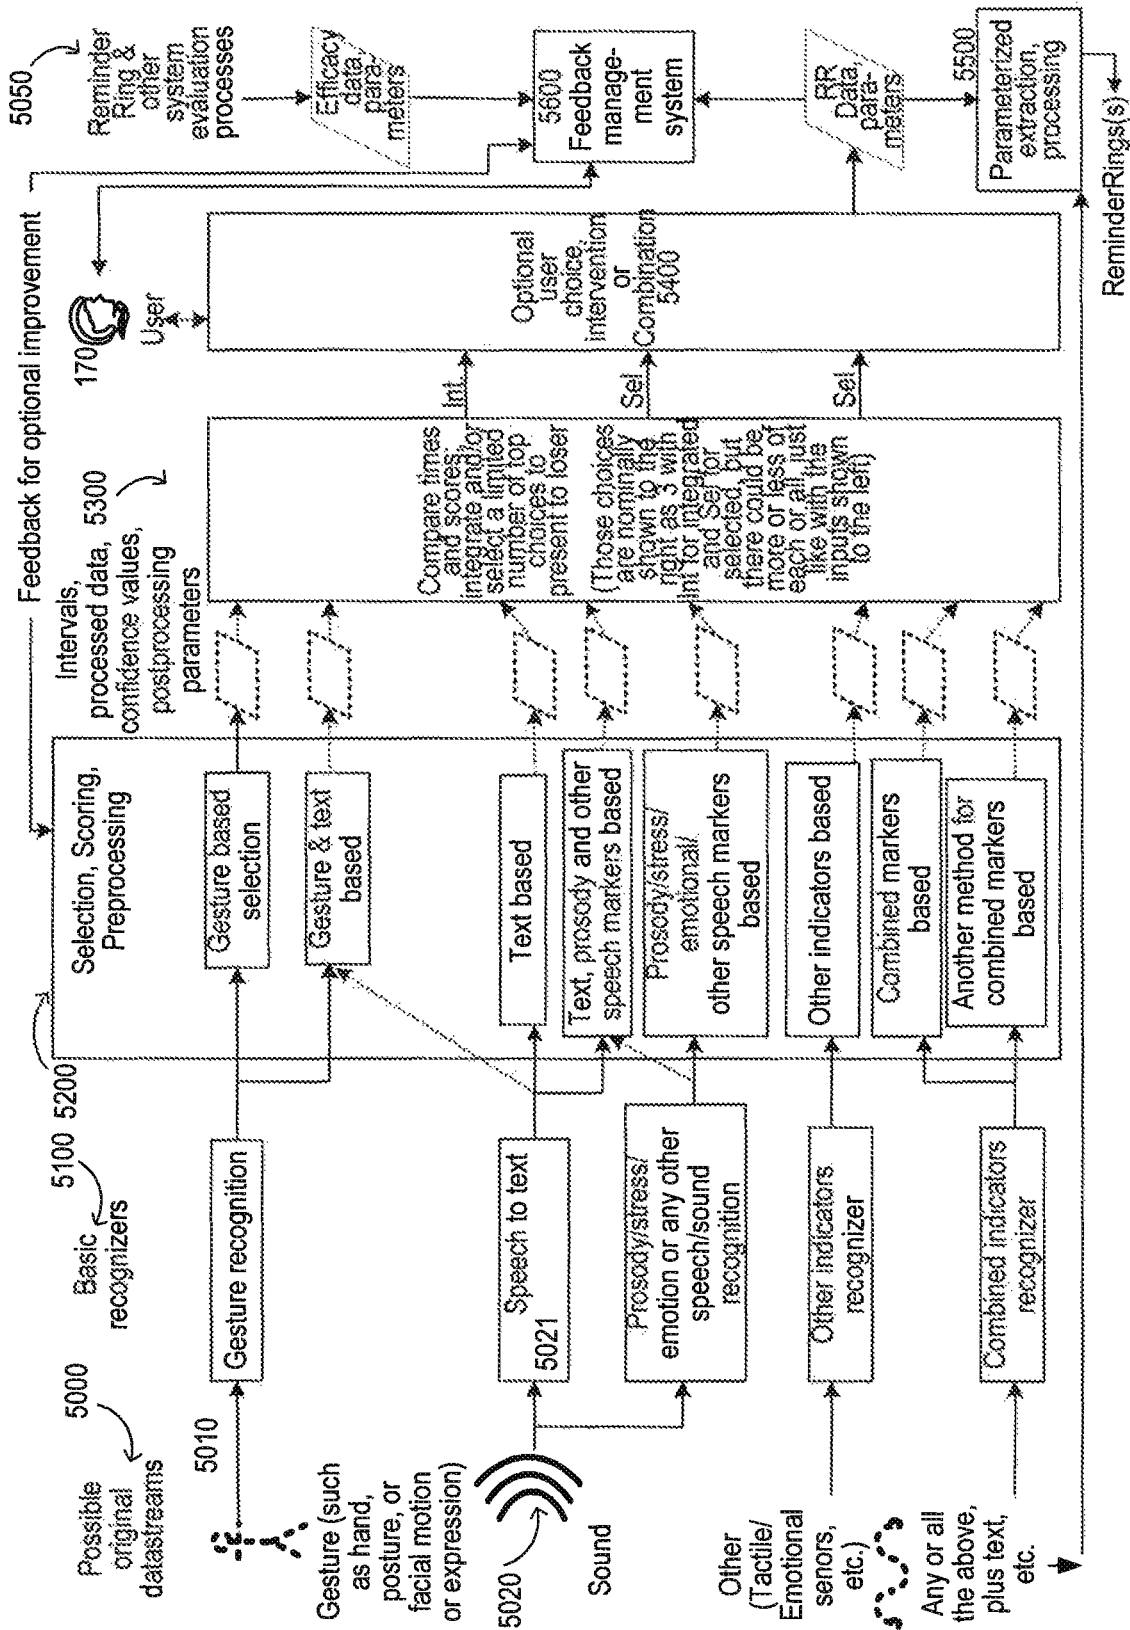 Possible
original
datastreams
5000
Basic
recognizers
5100
5200
Selection, Scoring,
Preprocessing
Intervals,
processed data,
confidence values,
postprocessing
parameters
5300
Feedback for optional improvement
170
User
Reminder
Ring &
other
system
evaluation
processes
5050
5010
Gesture (such
as hand,
posture, or
facial motion
or expression)
5020
Sound
Other
(Tactile/
Emotional
senors,
etc.)
Any or all
the above,
plus text,
etc.
Gesture recognition
Speech to text
5021
Prosody/stress/
emotion or any other
speech/sound
recognition
Other indicators
recognizer
Combined indicators
recognizer
Gesture based
selection
Gesture & text
based
Text based
Text, prosody and other
speech markers based
Prosody/stress/
emotional/
other speech markers
based
Other indicators based
Combined markers
based
Another method for
combined markers
based
Compare times
and scores,
integrate and/or
select a limited
number of top
choices to
present to loser
(Those choices
are nominally
shown to the
right as 3 with
Int for integrated
and Sel for
selected, but
there could be
more or less of
each or all, just
like with the
inputs shown
to the left)
Int
Sel
Sel
Optional
user
choice,
intervention
or
Combination
5400
Efficacy
data,
para-
meters
5600
Feedback
manage-
ment
system
RR
Data,
para-
meters
5500
Parameterized
extraction,
processing
ReminderRings(s)